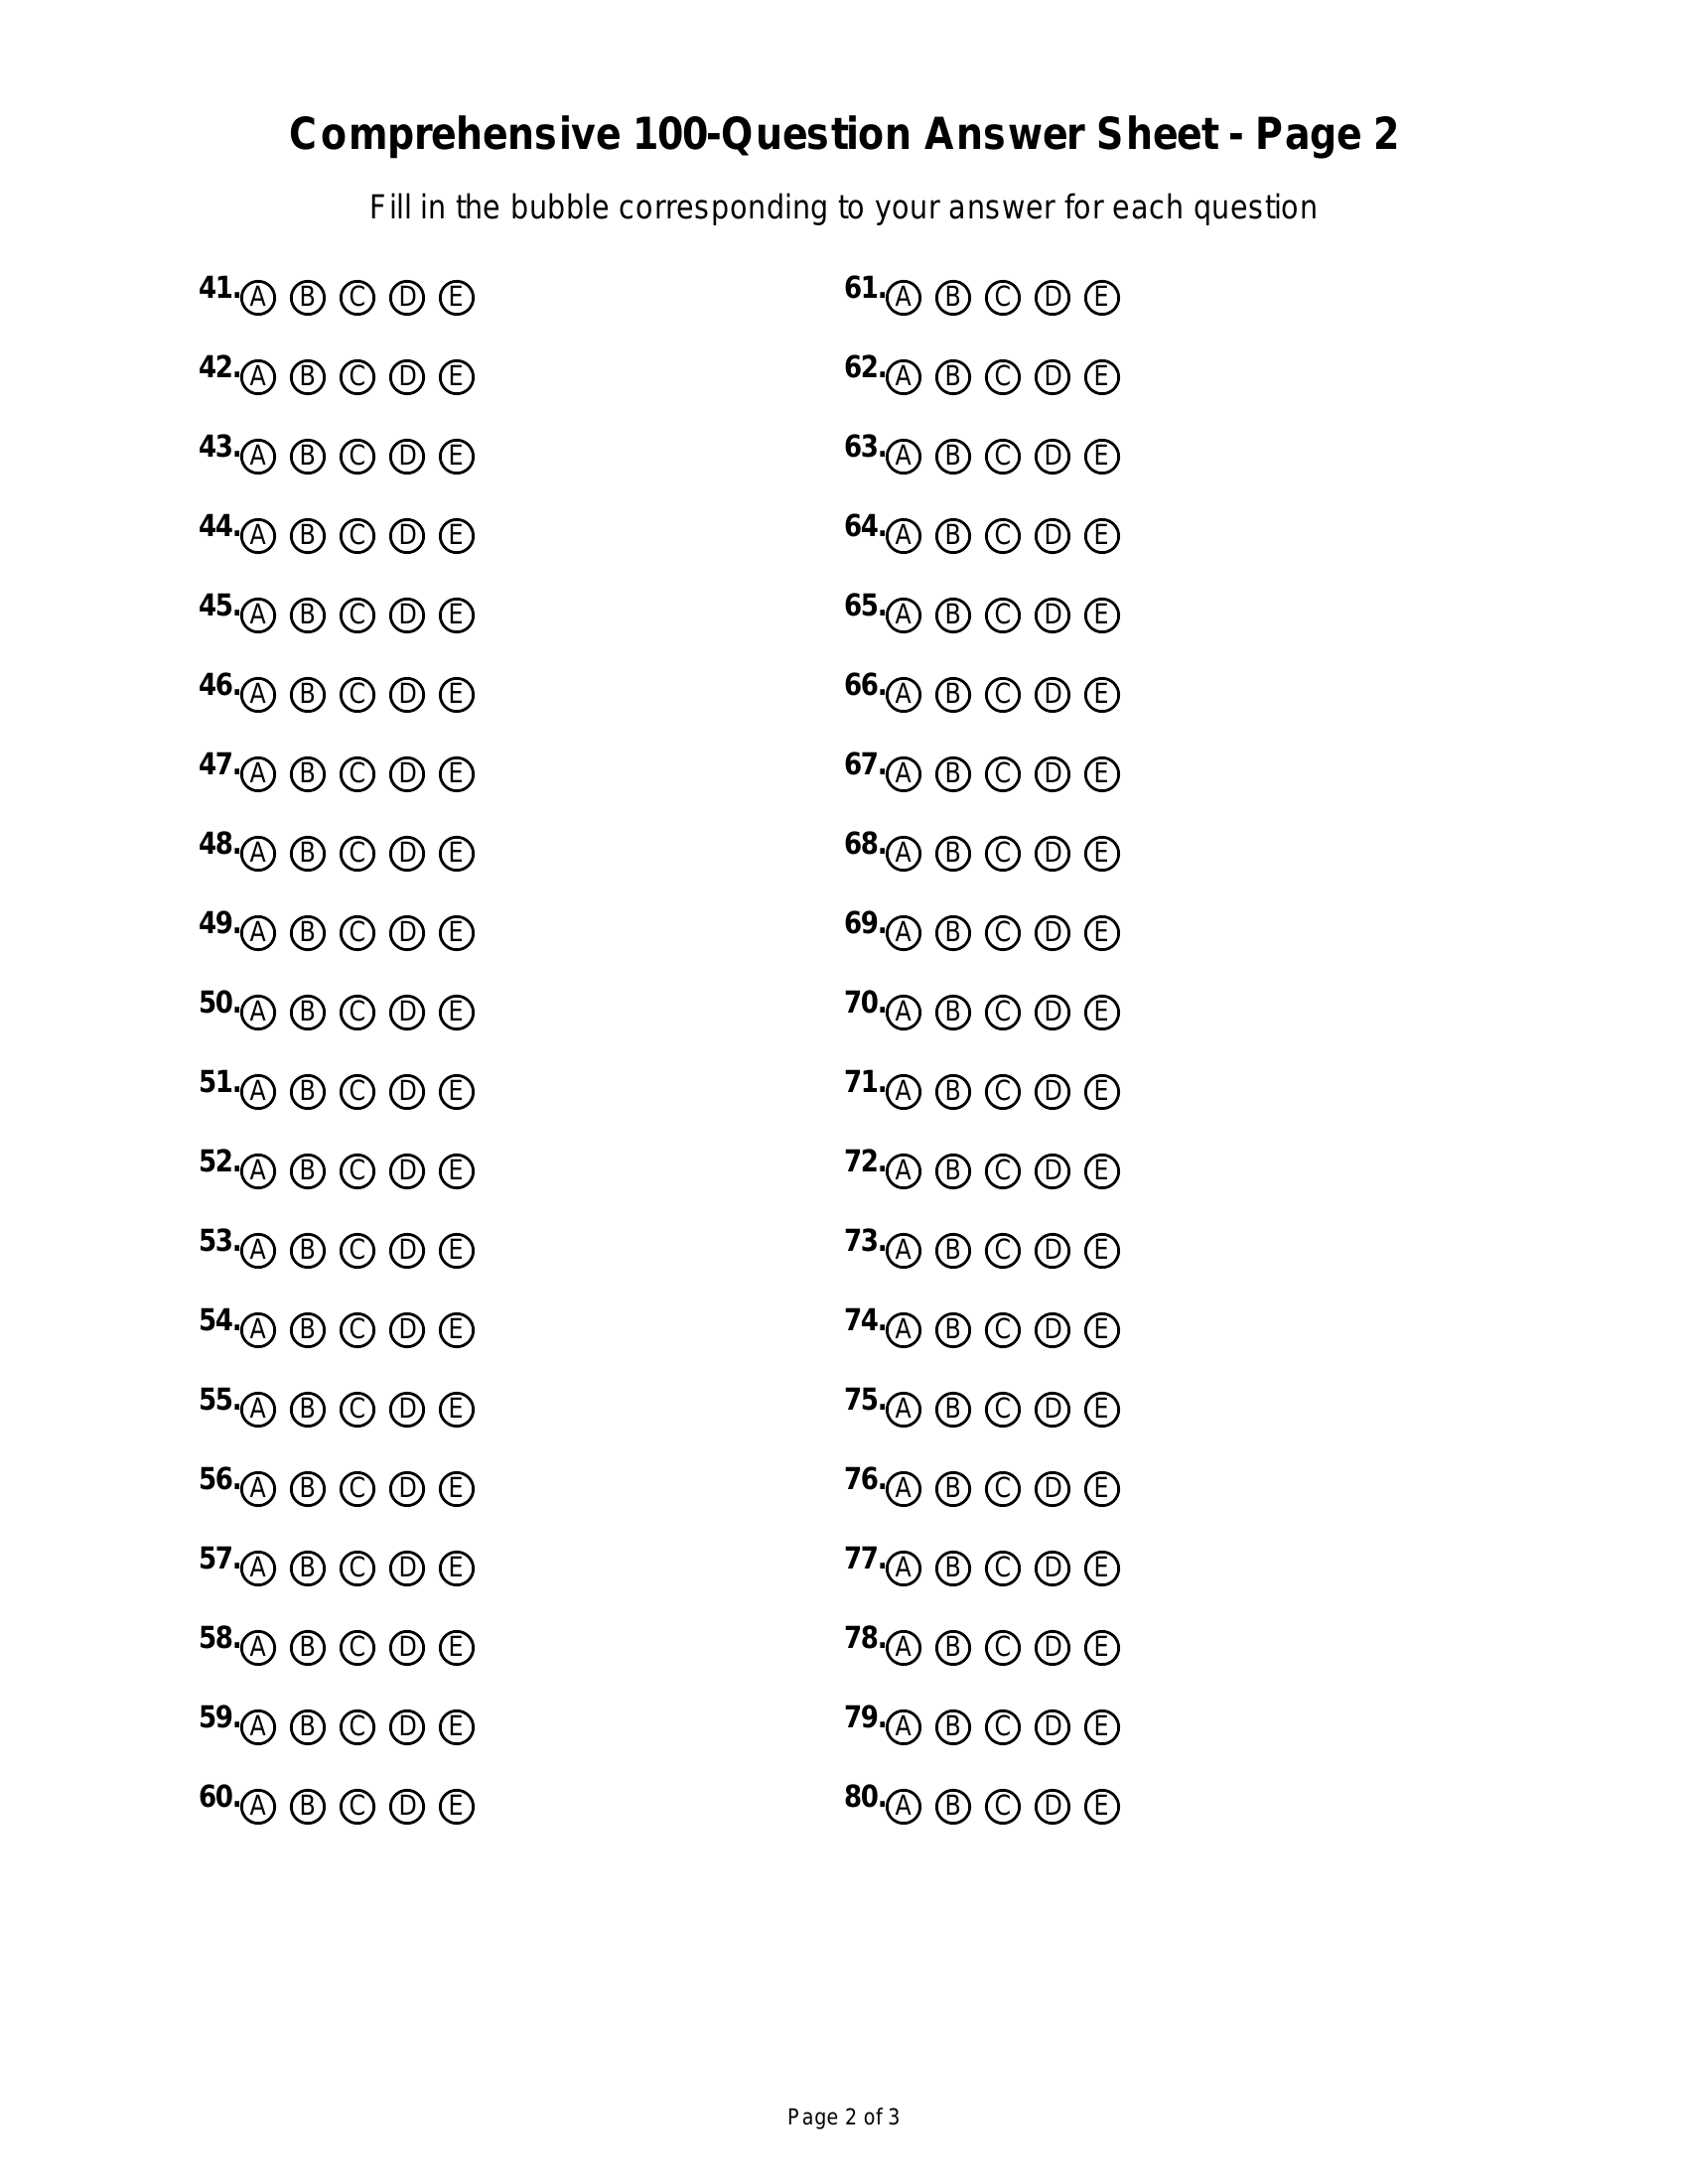 Comprehensive 100-Question Answer Sheet - Page 2
Fill in the bubble corresponding to your answer for each question
41. A B C D E
42. A B C D E
43. A B C D E
44. A B C D E
45. A B C D E
46. A B C D E
47. A B C D E
48. A B C D E
49. A B C D E
50. A B C D E
51. A B C D E
52. A B C D E
53. A B C D E
54. A B C D E
55. A B C D E
56. A B C D E
57. A B C D E
58. A B C D E
59. A B C D E
60. A B C D E
61. A B C D E
62. A B C D E
63. A B C D E
64. A B C D E
65. A B C D E
66. A B C D E
67. A B C D E
68. A B C D E
69. A B C D E
70. A B C D E
71. A B C D E
72. A B C D E
73. A B C D E
74. A B C D E
75. A B C D E
76. A B C D E
77. A B C D E
78. A B C D E
79. A B C D E
80. A B C D E
Page 2 of 3